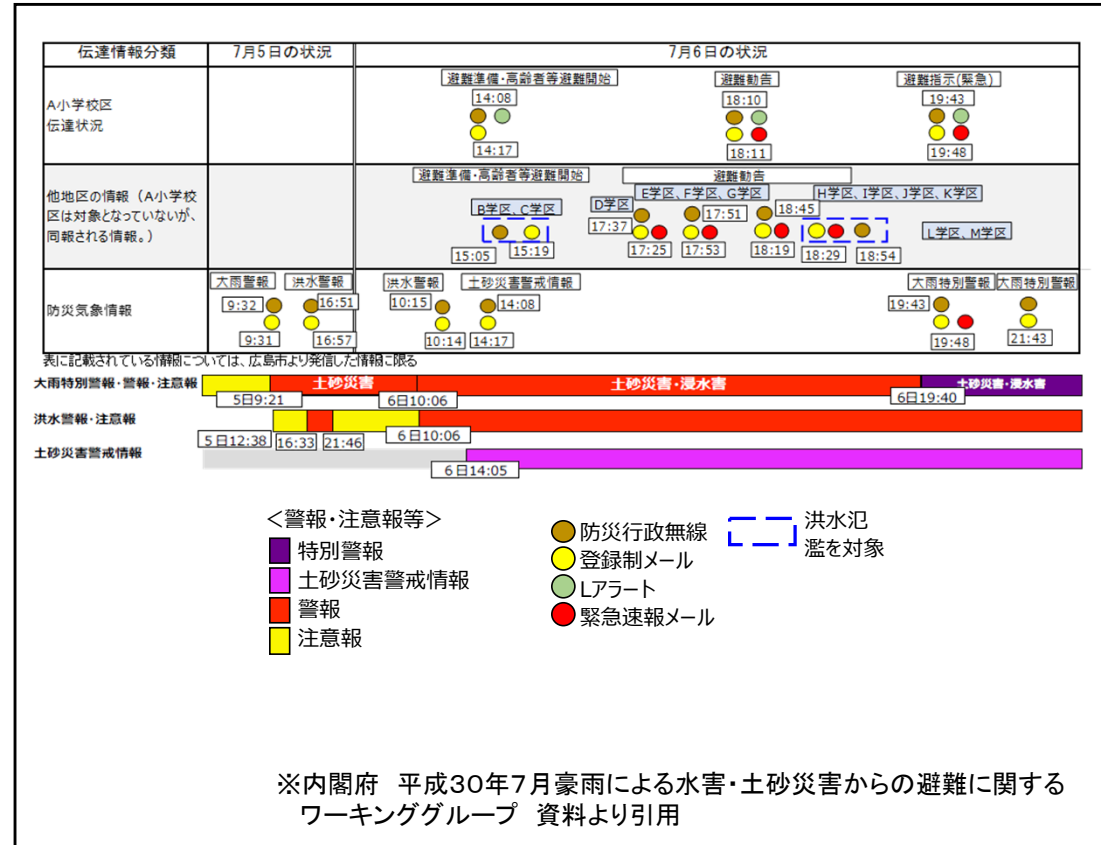 伝達情報分類 7月5日の状況 7月6日の状況
A小学校区
伝達状況
避難準備・高齢者等避難開始 避難勧告 避難指示(緊急)
14:08 18:10 19:43
14:17 18:11 19:48
他地区の情報（A小学校
区は対象となっていないが、
同報される情報。）
避難準備・高齢者等避難開始 避難勧告
B学区、C学区 D学区 E学区、F学区、G学区 H学区、I学区、J学区、K学区
17:37 17:51 18:45 L学区、M学区
15:05 15:19 17:25 17:53 18:19 18:29 18:54
防災気象情報
大雨警報 洪水警報 洪水警報 土砂災害警戒情報 大雨特別警報 大雨特別警報
9:32 16:51 10:15 14:08 19:43
9:31 16:57 10:14 14:17 19:48 21:43
表に記載されている情報については、広島市より発信した情報に限る
大雨特別警報・警報・注意報 土砂災害 土砂災害・浸水害 土砂災害・浸水害
5日9:21 6日10:06 6日19:40
洪水警報・注意報
5日12:38 16:33 21:46 6日10:06
土砂災害警戒情報
6日14:05
＜警報・注意報等＞
特別警報
土砂災害警戒情報
警報
注意報
防災行政無線
登録制メール
Lアラート
緊急速報メール
洪水氾
濫を対象
※内閣府　平成30年7月豪雨による水害・土砂災害からの避難に関する
ワーキンググループ　資料より引用